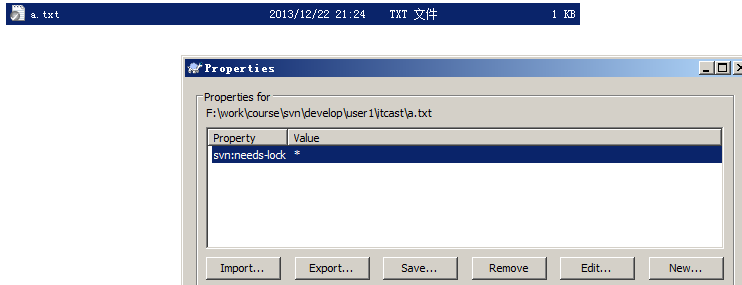 a.txt 2013/12/22 21:24 TXT 文件 1 KB
Properties
Properties for
F:\work\course\svn\develop\user1\itcast\a.txt
Property Value
svn:needs-lock *
Import... Export... Save... Remove Edit... New...